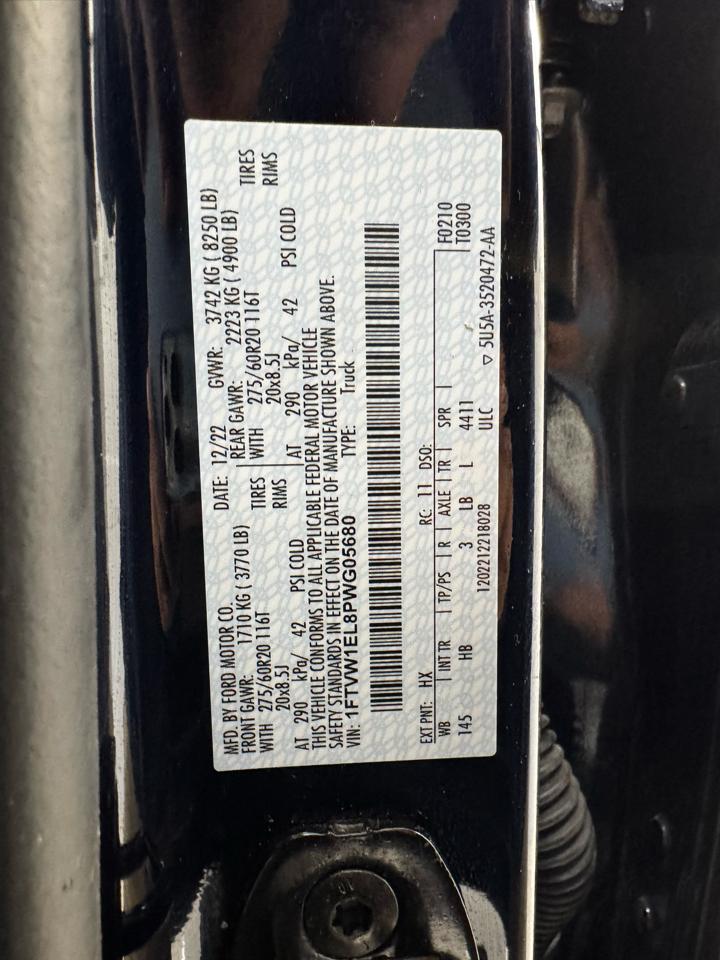 MFD. BY FORD MOTOR CO.
DATE: 12/22 GVWR: 3742 KG ( 8250 LB)
FRONT GAWR: 1710 KG ( 3770 LB) REAR GAWR: 2223 KG ( 4900 LB)
WITH 275/60R20 116T TIRES WITH 275/60R20 116T TIRES
20x8.5J RIMS 20x8.5J RIMS
AT 290 kPa/ 42 PSI COLD AT 290 kPa/ 42 PSI COLD
THIS VEHICLE CONFORMS TO ALL APPLICABLE FEDERAL MOTOR VEHICLE
SAFETY STANDARDS IN EFFECT ON THE DATE OF MANUFACTURE SHOWN ABOVE.
VIN: 1FTVW1EL8PWG05680 TYPE: Truck
EXT PNT: HX RC: 11 DSO: F0210
WB INT TR TP/PS R AXLE TR SPR T0300
145 HB 3 LB L 4411
1202212218028 ULC ▽ 5U5A-3520472-AA
10